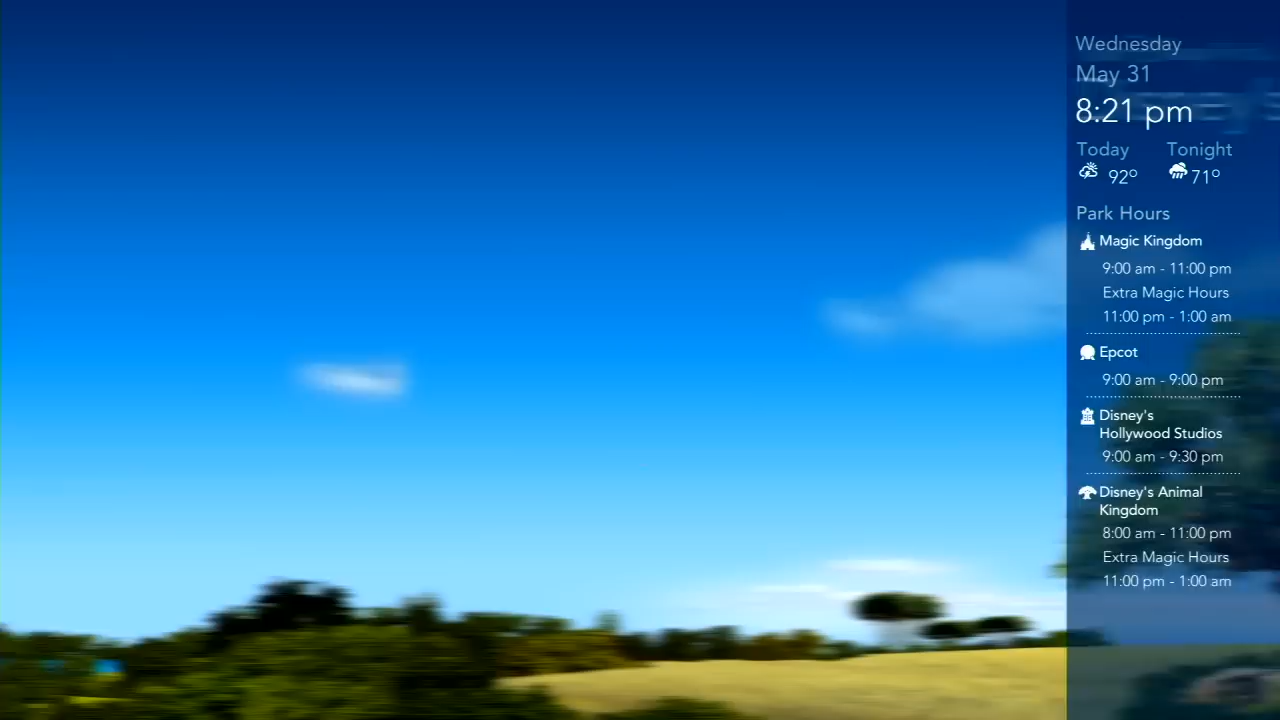 Wednesday
May 31
8:21 pm
Today Tonight
92° 71°
Park Hours
Magic Kingdom
9:00 am - 11:00 pm
Extra Magic Hours
11:00 pm - 1:00 am
Epcot
9:00 am - 9:00 pm
Disney's
Hollywood Studios
9:00 am - 9:30 pm
Disney's Animal
Kingdom
8:00 am - 11:00 pm
Extra Magic Hours
11:00 pm - 1:00 am